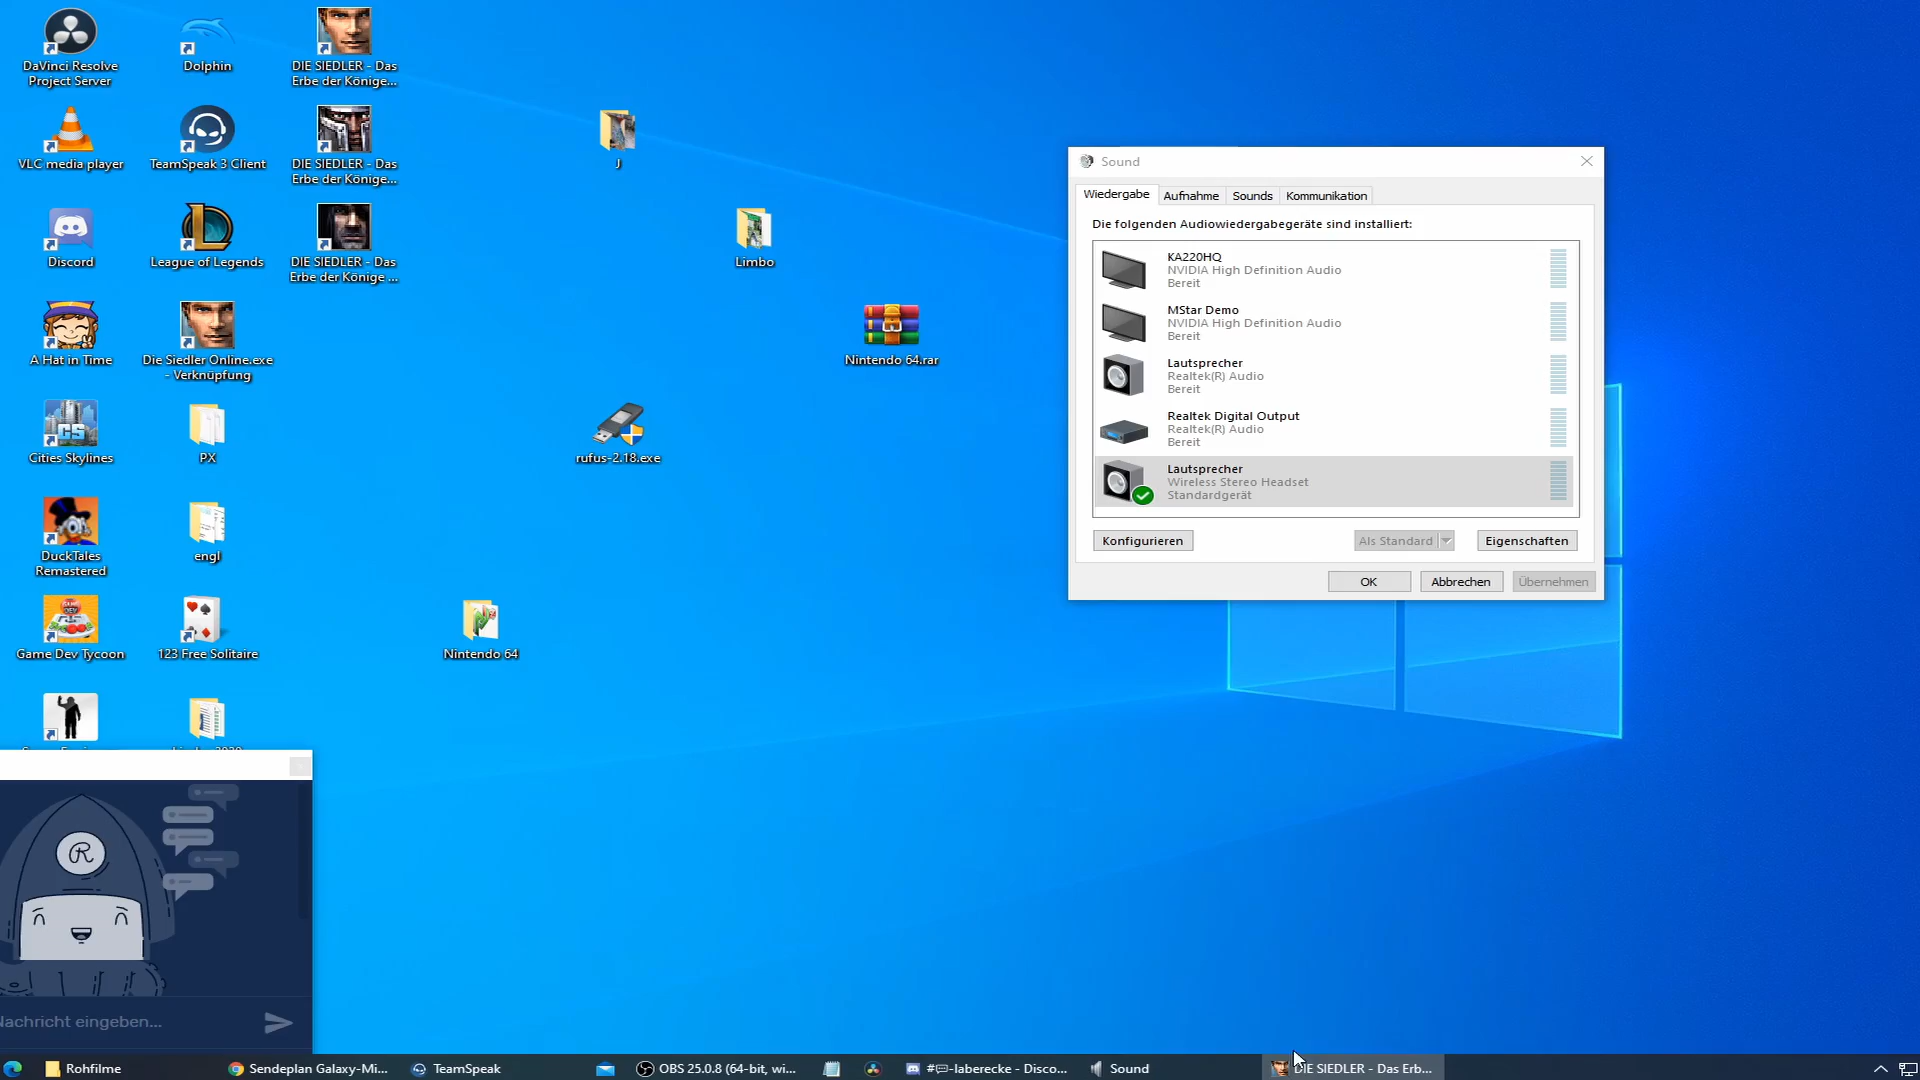 DaVinci Resolve
Project Server
Dolphin
DIE SIEDLER - Das
Erbe der Könige...
VLC media player
TeamSpeak 3 Client
DIE SIEDLER - Das
Erbe der Könige...
J
Discord
League of Legends
DIE SIEDLER - Das
Erbe der Könige ...
Limbo
A Hat in Time
Die Siedler Online.exe
- Verknüpfung
Nintendo 64.rar
CS
Cities Skylines
PX
rufus-2.18.exe
DuckTales
Remastered
engl
Game Dev Tycoon
123 Free Solitaire
Nintendo 64
Sound
Wiedergabe
Aufnahme
Sounds
Kommunikation
Die folgenden Audiowiedergabegeräte sind installiert:
KA220HQ
NVIDIA High Definition Audio
Bereit
MStar Demo
NVIDIA High Definition Audio
Bereit
Lautsprecher
Realtek(R) Audio
Bereit
Realtek Digital Output
Realtek(R) Audio
Bereit
Lautsprecher
Wireless Stereo Headset
Standardgerät
Konfigurieren
Als Standard
Eigenschaften
OK
Abbrechen
Übernehmen
R
Nachricht eingeben...
Rohfilme
Sendeplan Galaxy-Mi...
TeamSpeak
OBS 25.0.8 (64-bit, wi...
-laberecke - Disco...
Sound
DIE SIEDLER - Das Erb...